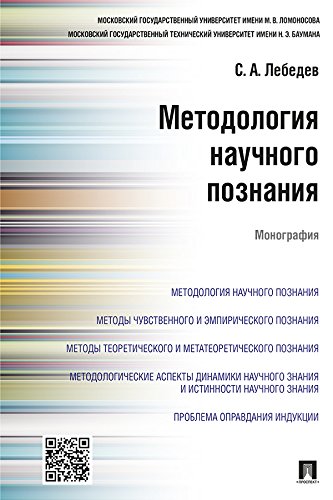 МОСКОВСКИЙ ГОСУДАРСТВЕННЫЙ УНИВЕРСИТЕТ ИМЕНИ М. В. ЛОМОНОСОВА
МОСКОВСКИЙ ГОСУДАРСТВЕННЫЙ ТЕХНИЧЕСКИЙ УНИВЕРСИТЕТ ИМЕНИ Н. Э. БАУМАНА
С. А. Лебедев
Методология
научного
познания
Монография
МЕТОДОЛОГИЯ НАУЧНОГО ПОЗНАНИЯ
МЕТОДЫ ЧУВСТВЕННОГО И ЭМПИРИЧЕСКОГО ПОЗНАНИЯ
МЕТОДЫ ТЕОРЕТИЧЕСКОГО И МЕТАТЕОРЕТИЧЕСКОГО ПОЗНАНИЯ
МЕТОДОЛОГИЧЕСКИЕ АСПЕКТЫ ДИНАМИКИ НАУЧНОГО ЗНАНИЯ
И ИСТИННОСТИ НАУЧНОГО ЗНАНИЯ
ПРОБЛЕМА ОПРАВДАНИЯ ИНДУКЦИИ
ПРОСПЕКТ